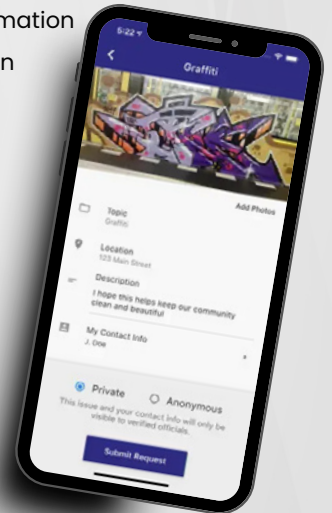 mation
n
5:22
Graffiti
Add Photos
Topic
Graffiti
Location
123 Main Street
Description
I hope this helps keep our community
clean and beautiful
My Contact Info
J. Doe
Private
Anonymous
This issue and your contact info will only be
visible to verified officials.
Submit Request